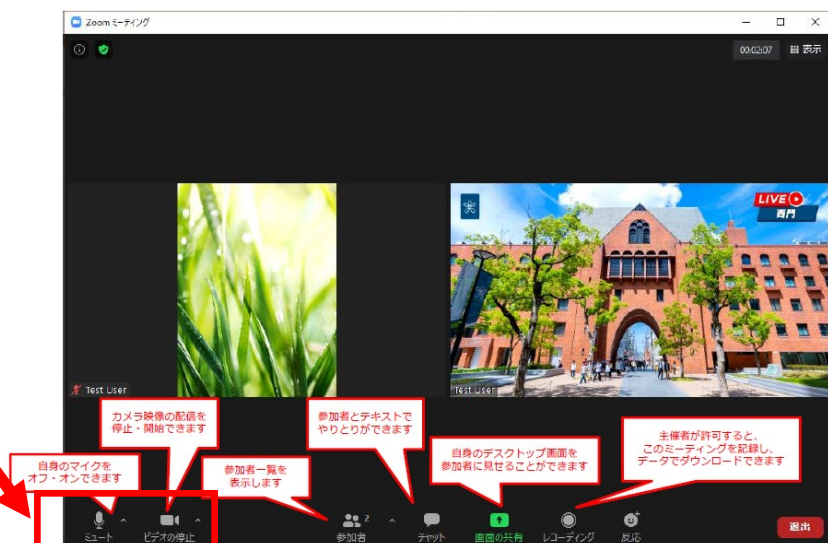 Zoom ミーティング
00:02:07 表示
LIVE
西門
Test User
Test User
カメラ映像の配信を
停止・開始できます
参加者とテキストで
やりとりができます
自身のマイクを
オフ・オンできます
参加者一覧を
表示します
自身のデスクトップ画面を
参加者に見せることができます
主催者が許可すると、
このミーティングを記録し、
データでダウンロードできます
ミュート
ビデオの停止
2
参加者
チャット
画面の共有
レコーディング
反応
退出